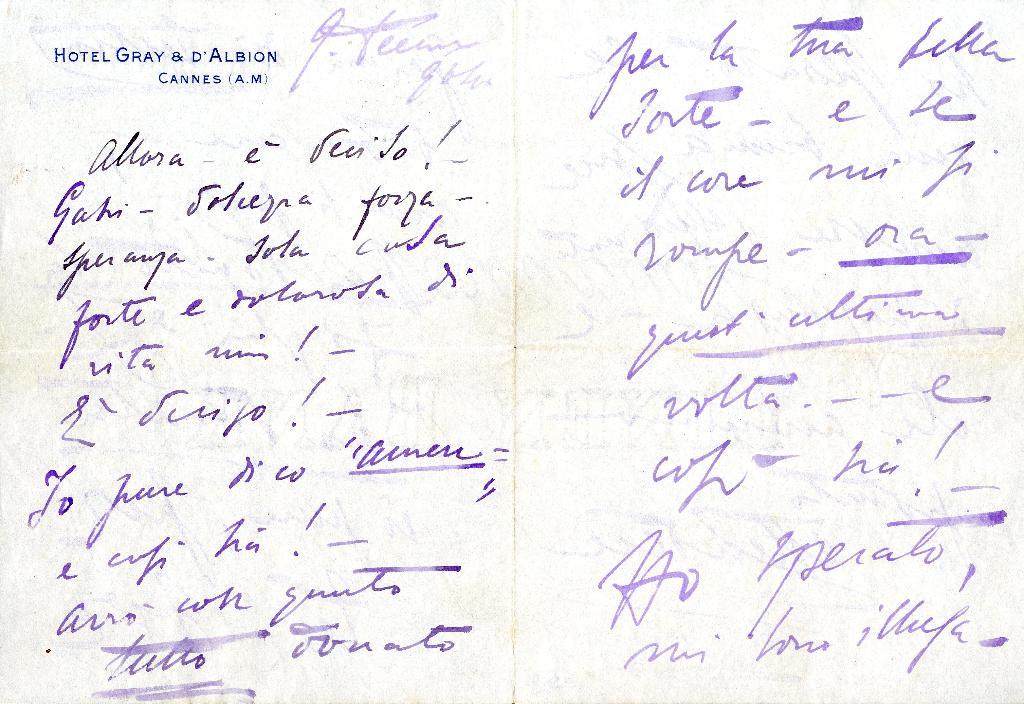 HOTEL GRAY & D'ALBION
CANNES (A.M)
Allora - è deciso! -
Gabri - dolcezza forza -
speranza - sola cosa
forte e dolorosa di
vita mia! -
È deciso! -
Io pure dico "amen" =
e così sia! -
avrò così quanto
tutto donato
per la tua bella
sorte - e se
il core mi si
rompe - ora -
quest'ultima
volta. - - e
così sia! -
Ho sperato,
mi sono illusa -